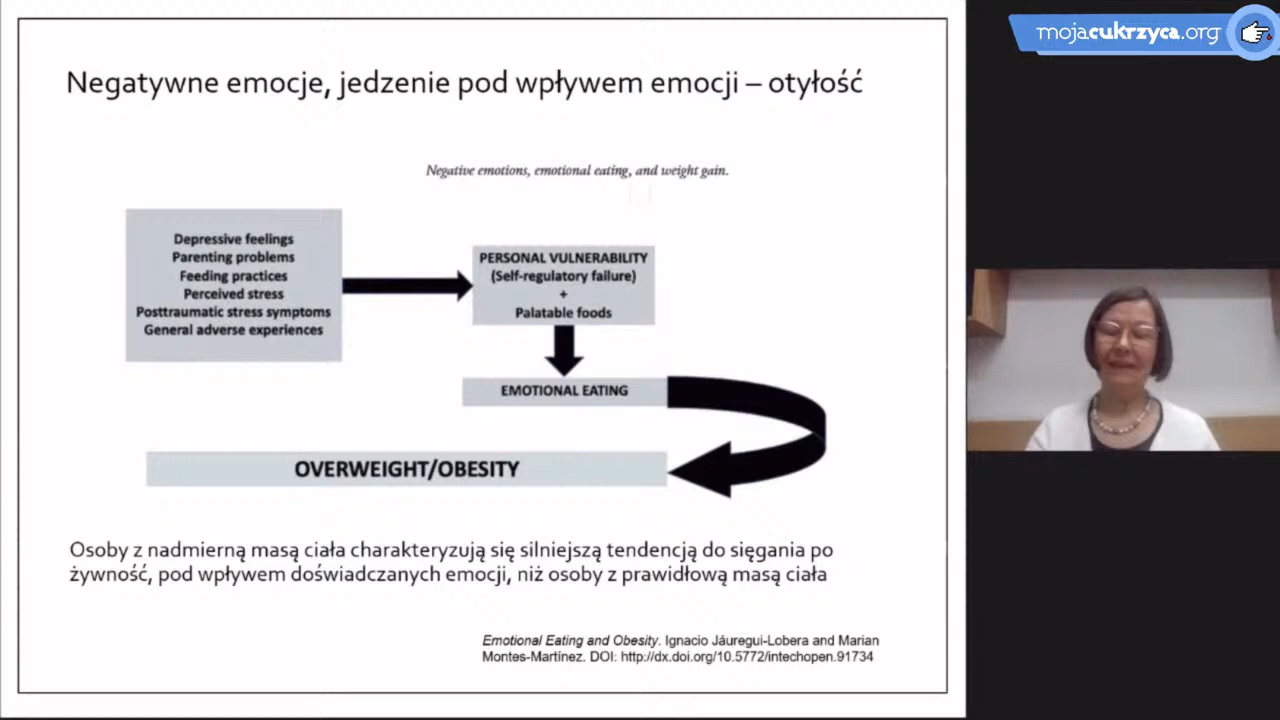 mojacukrzyca.org
Negatywne emocje, jedzenie pod wpływem emocji – otyłość
Negative emotions, emotional eating, and weight gain.
Depressive feelings
Parenting problems
Feeding practices
Perceived stress
Posttraumatic stress symptoms
General adverse experiences
PERSONAL VULNERABILITY
(Self-regulatory failure)
+
Palatable foods
EMOTIONAL EATING
OVERWEIGHT/OBESITY
Osoby z nadmierną masą ciała charakteryzują się silniejszą tendencją do sięgania po
żywność, pod wpływem doświadczanych emocji, niż osoby z prawidłową masą ciała
Emotional Eating and Obesity. Ignacio Jáuregui-Lobera and Marian
Montes-Martínez. DOI: http://dx.doi.org/10.5772/intechopen.91734